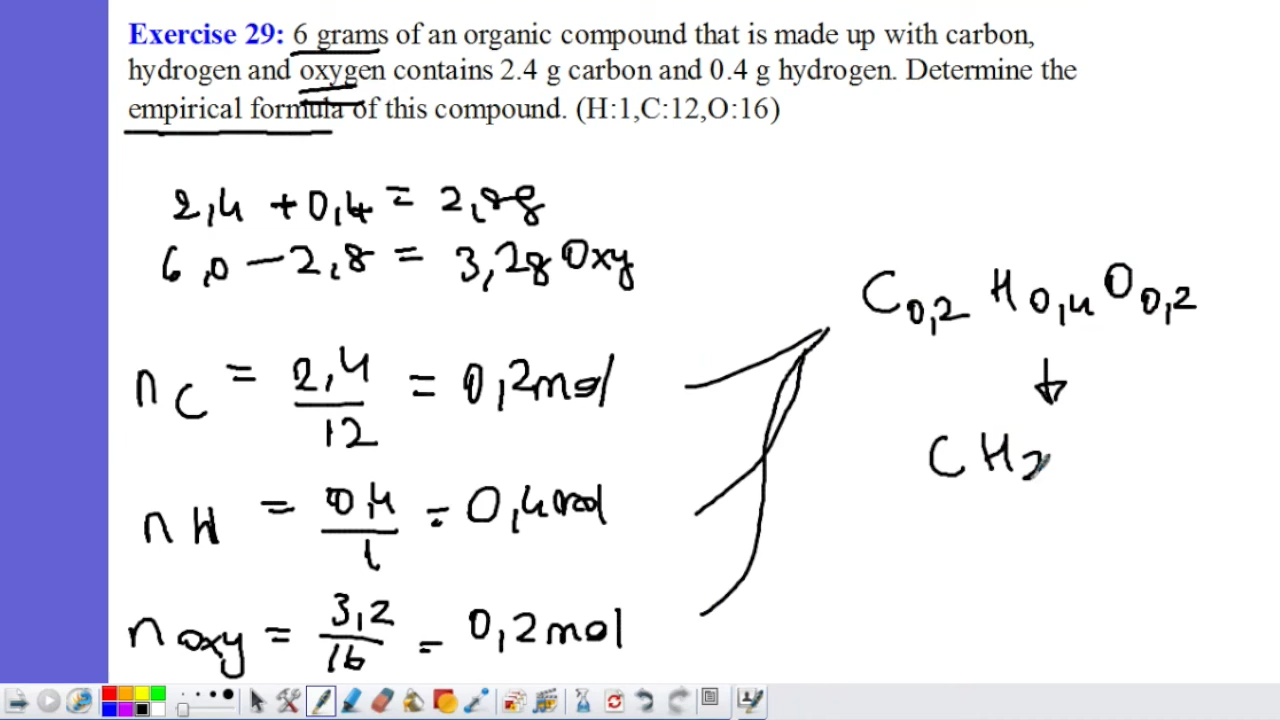 Exercise 29: 6 grams of an organic compound that is made up with carbon,
hydrogen and oxygen contains 2.4 g carbon and 0.4 g hydrogen. Determine the
empirical formula of this compound. (H:1,C:12,O:16)
2,4 + 0,4 = 2,8g
6,0 - 2,8 = 3,2g Oxy
nC = 2,4/12 = 0,2mol
nH = 0,4/1 = 0,4mol
noxy = 3,2/16 = 0,2mol
C0,2 H0,4 O0,2
↓
CH2